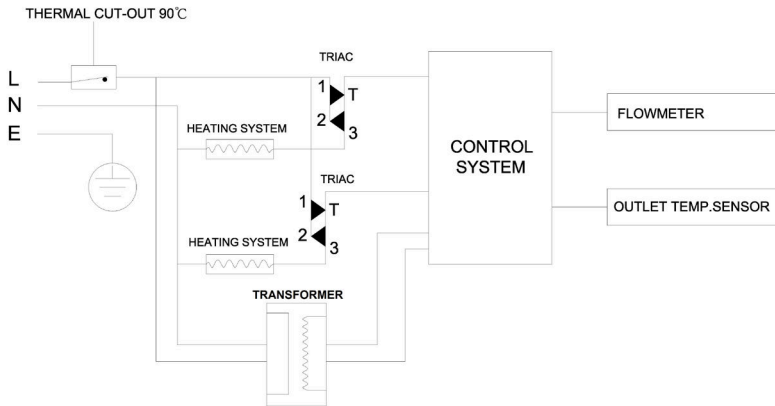 THERMAL CUT-OUT 90℃
TRIAC
L
1
T
N
2
3
FLOWMETER
E
HEATING SYSTEM
CONTROL
SYSTEM
TRIAC
1
T
OUTLET TEMP.SENSOR
2
3
HEATING SYSTEM
TRANSFORMER